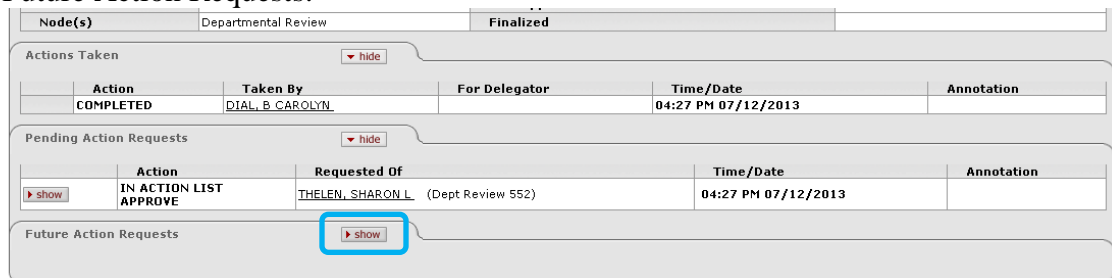 Future Action Requests.
Node(s) Departmental Review Finalized
Actions Taken hide
Action Taken By For Delegator Time/Date Annotation
COMPLETED DIAL, B CAROLYN 04:27 PM 07/12/2013
Pending Action Requests hide
Action Requested Of Time/Date Annotation
show IN ACTION LIST APPROVE THELEN, SHARON L (Dept Review 552) 04:27 PM 07/12/2013
Future Action Requests show